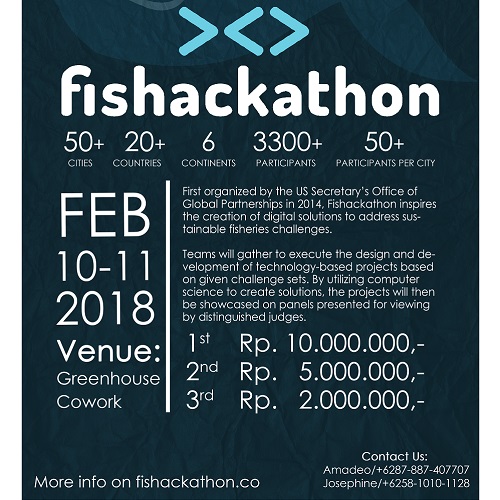 fishackathon
50+ 20+ 6 3300+ 50+
CITIES COUNTRIES CONTINENTS PARTICIPANTS PARTICIPANTS PER CITY
FEB
10-11
2018
Venue:
Greenhouse
Cowork
First organized by the US Secretary's Office of
Global Partnerships in 2014, Fishackathon inspires
the creation of digital solutions to address sus-
tainable fisheries challenges.
Teams will gather to execute the design and de-
velopment of technology-based projects based
on given challenge sets. By utilizing computer
science to create solutions, the projects will then
be showcased on panels presented for viewing
by distinguished judges.
1st Rp. 10.000.000,-
2nd Rp. 5.000.000,-
3rd Rp. 2.000.000,-
Contact Us:
Amadeo/+6287-887-407707
Josephine/+6258-1010-1128
More info on fishackathon.co